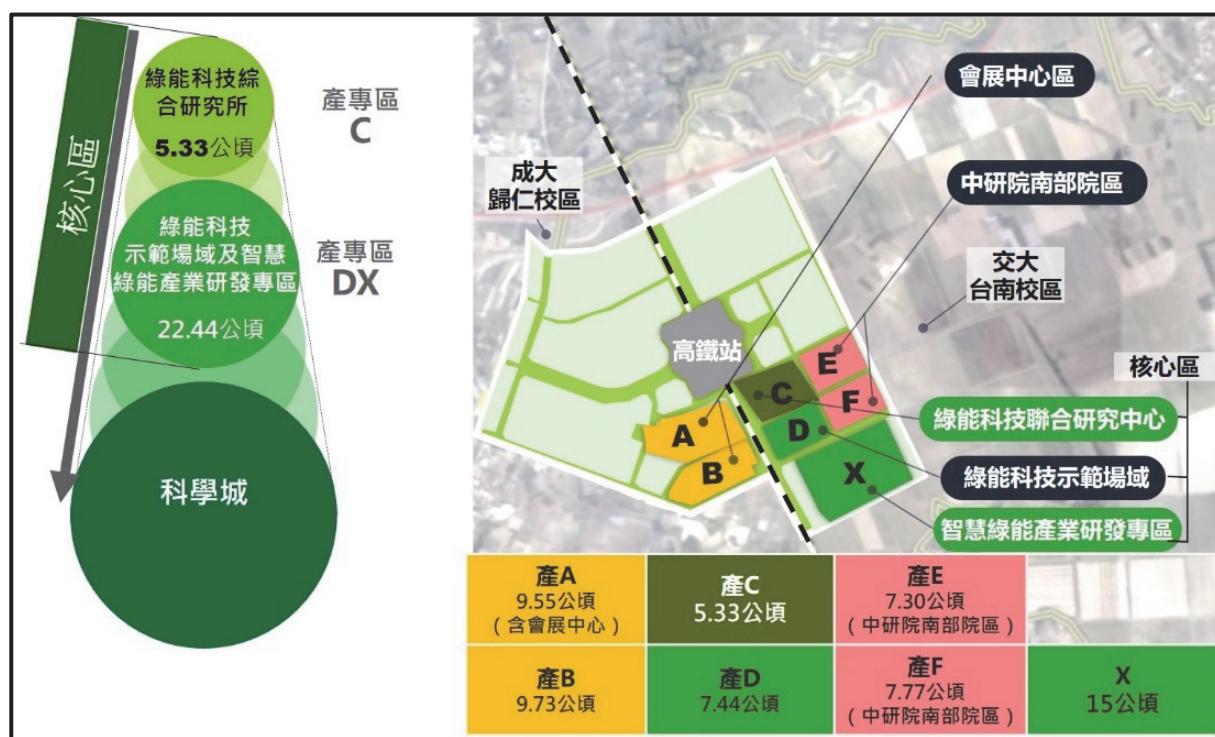 核心區
綠能科技綜
合研究所
5.33公頃
產專區
C
綠能科技
示範場域及智慧
綠能產業研發專區
22.44公頃
產專區
DX
科學城
會展中心區
成大
歸仁校區
中研院南部院區
交大
台南校區
高鐵站
E
核心區
C
F
綠能科技聯合研究中心
A
D
B
X
綠能科技示範場域
智慧綠能產業研發專區
產A
9.55公頃
(含會展中心)
產C
5.33公頃
產E
7.30公頃
(中研院南部院區)
產B
9.73公頃
產D
7.44公頃
產F
7.77公頃
(中研院南部院區)
X
15公頃